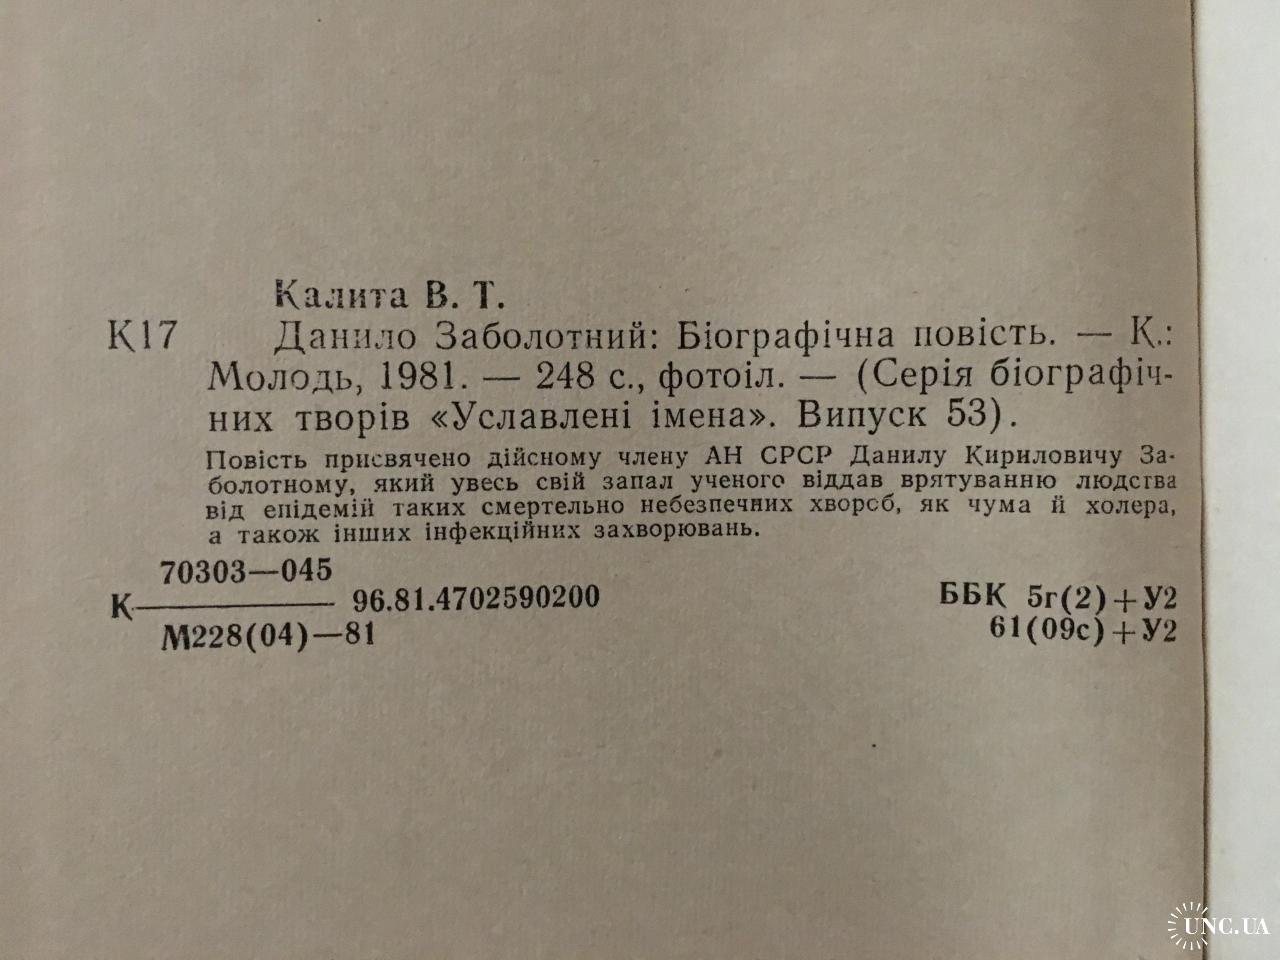 Калита В. Т.
К17 Данило Заболотний: Біографічна повість. — К.:
Молодь, 1981. — 248 с., фотоіл. — (Серія біографіч-
них творів «Уславлені імена». Випуск 53).
Повість присвячено дійсному члену АН СРСР Данилу Кириловичу За-
болотному, який увесь свій запал ученого віддав врятуванню людства
від епідемій таких смертельно небезпечних хвороб, як чума й холера,
а також інших інфекційних захворювань.
70303—045
К 96.81.4702590200
М228(04)—81
ББК 5г(2)+У2
61(09с)+У2
UNC.UA